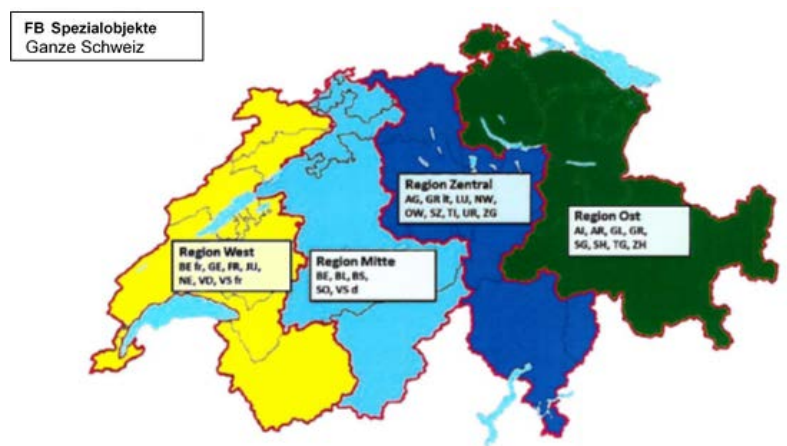 FB Spezialobjekte
Ganze Schweiz
Region Zentral
AG, GR it, LU, NW,
OW, SZ, TI, UR, ZG
Region Ost
AI, AR, GL, GR,
SG, SH, TG, ZH
Region West
BE fr, GE, FR, JU,
NE, VD, VS fr
Region Mitte
BE, BL, BS,
SO, VS d